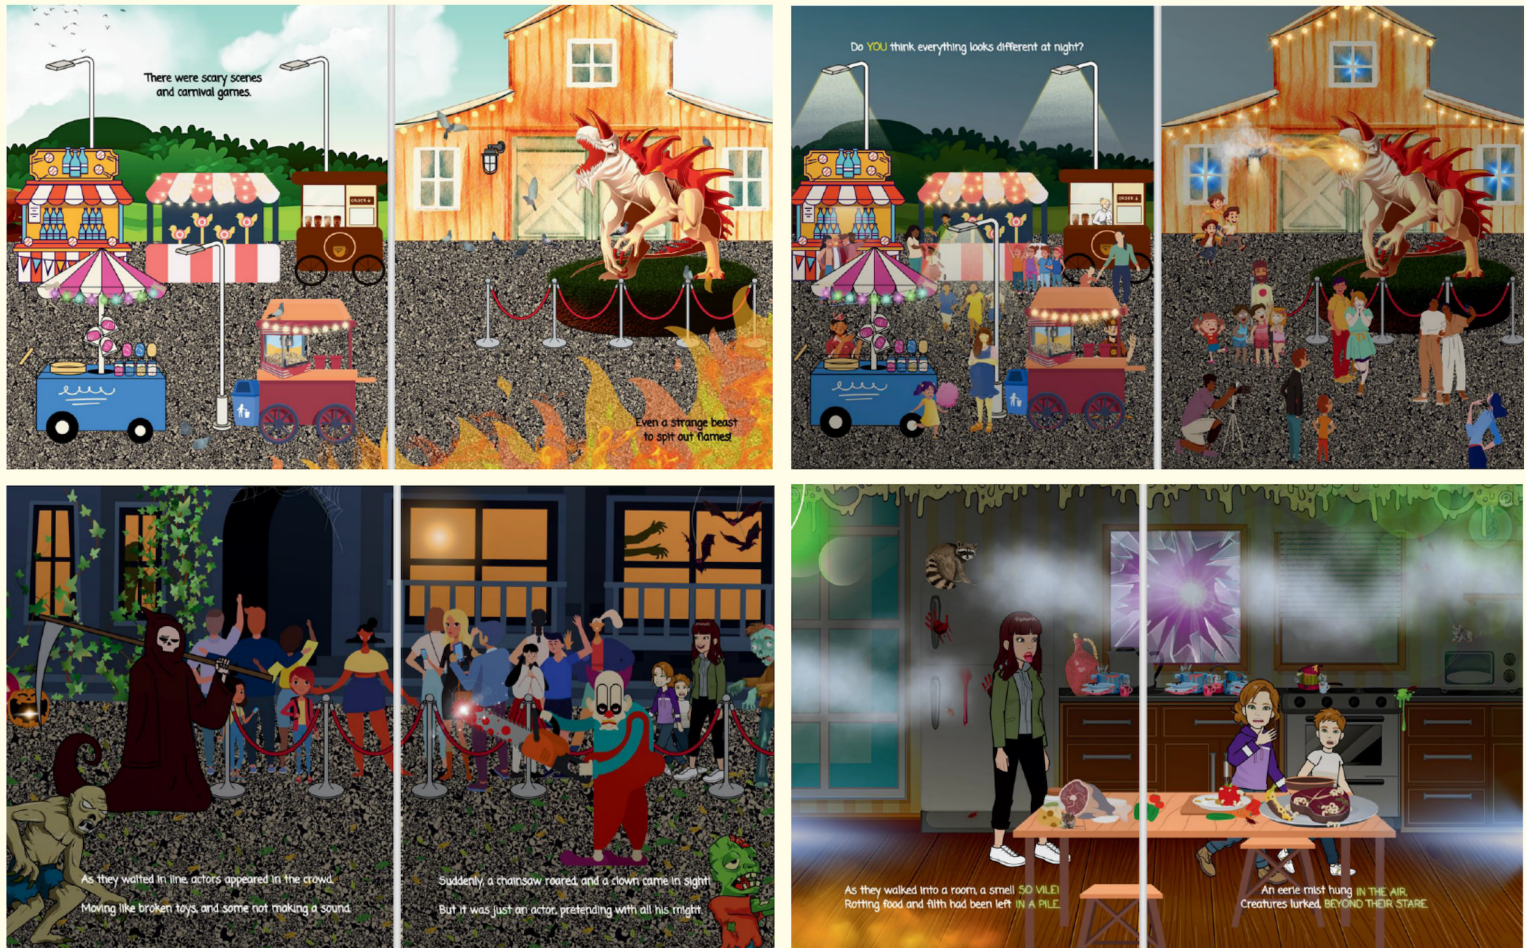 There were scary scenes
and carnival games.
ORDER
Even a strange beast
to spit out flames!
Do YOU think everything looks different at night?
ORDER
As they waited in line, actors appeared in the crowd.
Moving like broken toys, and some not making a sound.
Suddenly, a chainsaw roared, and a clown came in sight!
But it was just an actor, pretending with all his might.
As they walked into a room, a smell SO VILE!
Rotting food and filth had been left IN A PILE.
An eerie mist hung IN THE AIR,
Creatures lurked, BEYOND THEIR STARE.